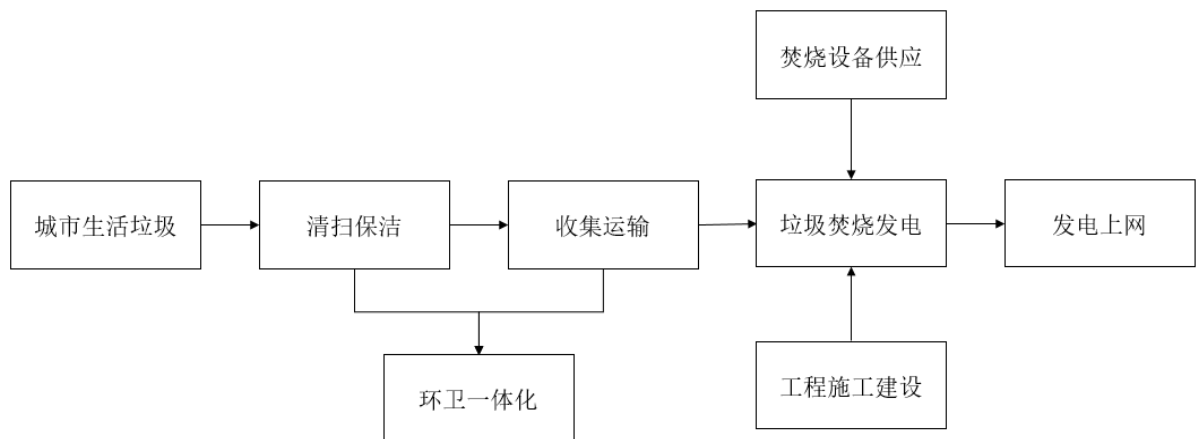 焚烧设备供应
城市生活垃圾
清扫保洁
收集运输
垃圾焚烧发电
发电上网
环卫一体化
工程施工建设